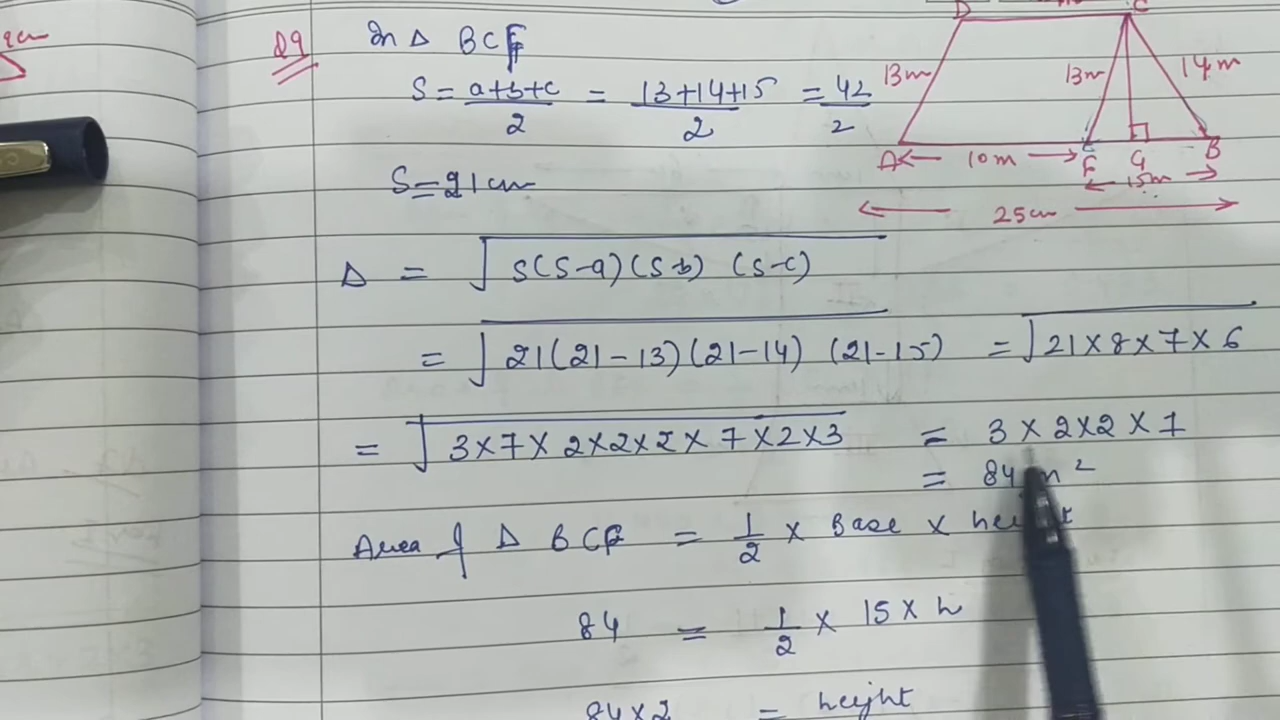 9cm
Q9
In Δ BCF
S = a+b+c / 2 = 13+14+15 / 2 = 42 / 2
S = 21 cm
D C
13m 13m 14m
A 10m F G B
15m
25cm
Δ = √ s(s-a)(s-b) (s-c)
= √ 21(21-13)(21-14) (21-15) = √ 21×8×7×6
= √ 3×7×2×2×2×7×2×3 = 3×2×2×7
= 84 m²
Area of Δ BCF = 1/2 × Base × height
84 = 1/2 × 15 × h
84×2 = height